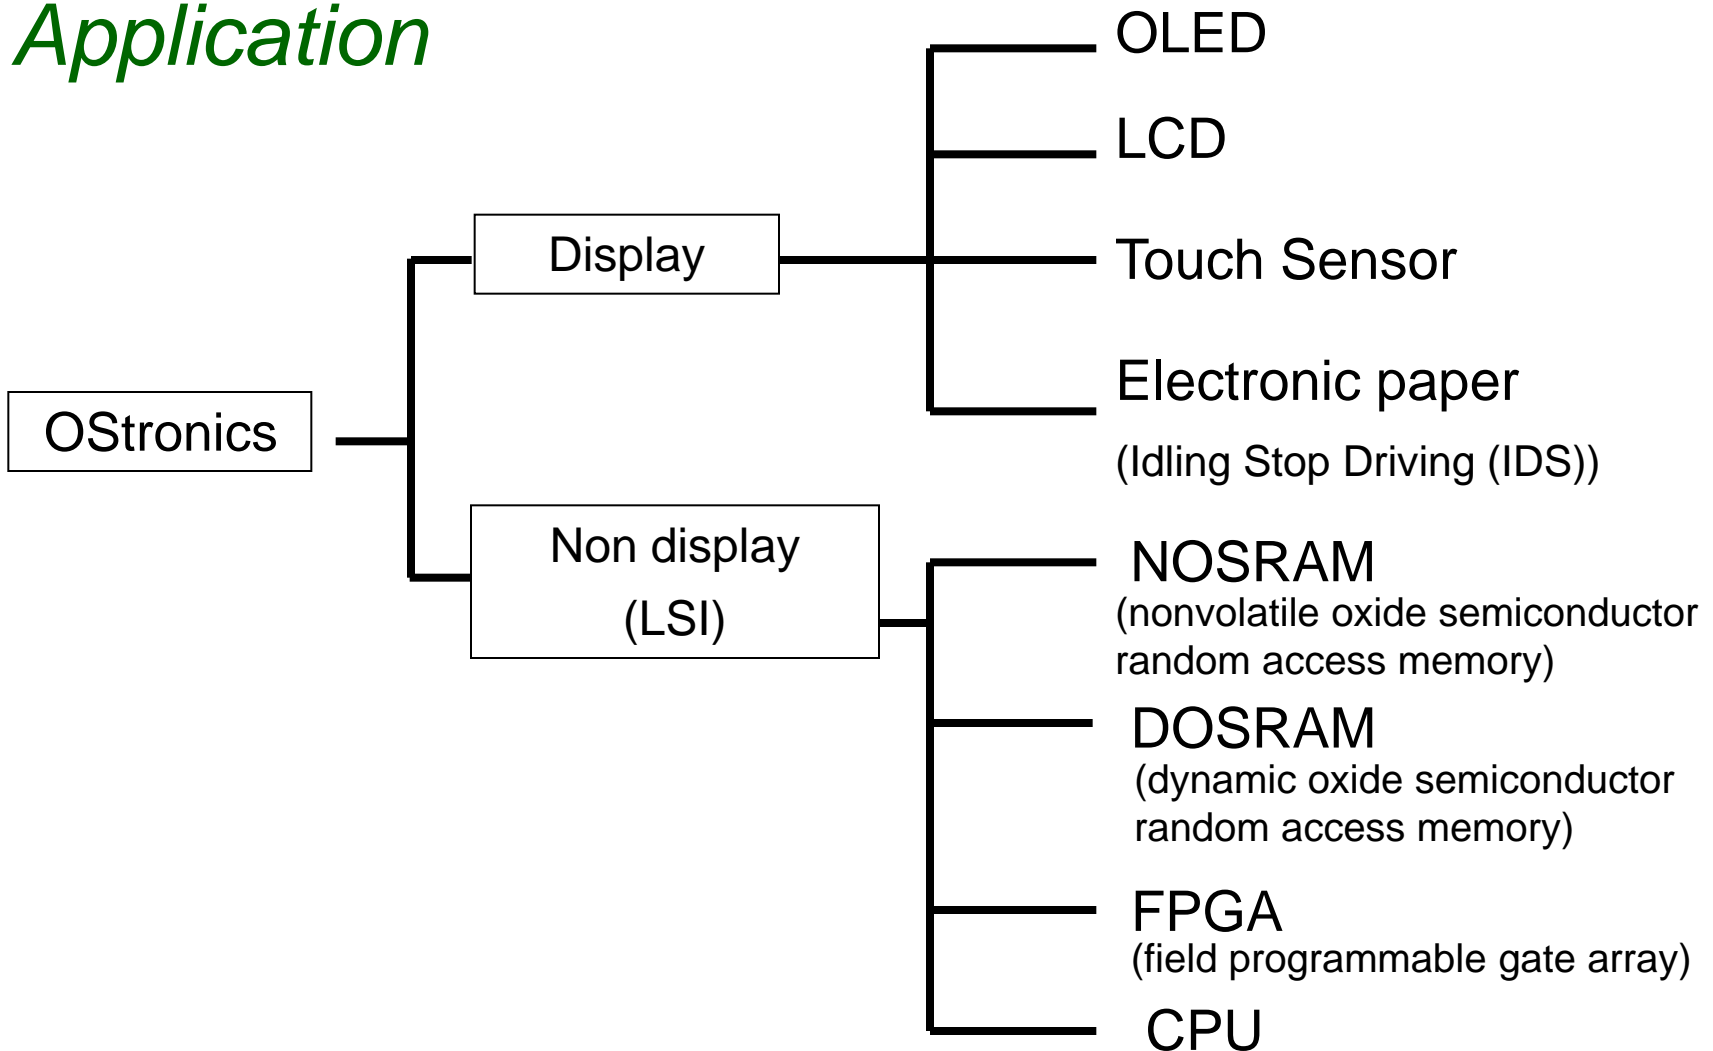 Application
OLED
LCD
Display
Touch Sensor
Electronic paper
(Idling Stop Driving (IDS))
OStronics
Non display
(LSI)
NOSRAM
(nonvolatile oxide semiconductor
random access memory)
DOSRAM
(dynamic oxide semiconductor
random access memory)
FPGA
(field programmable gate array)
CPU